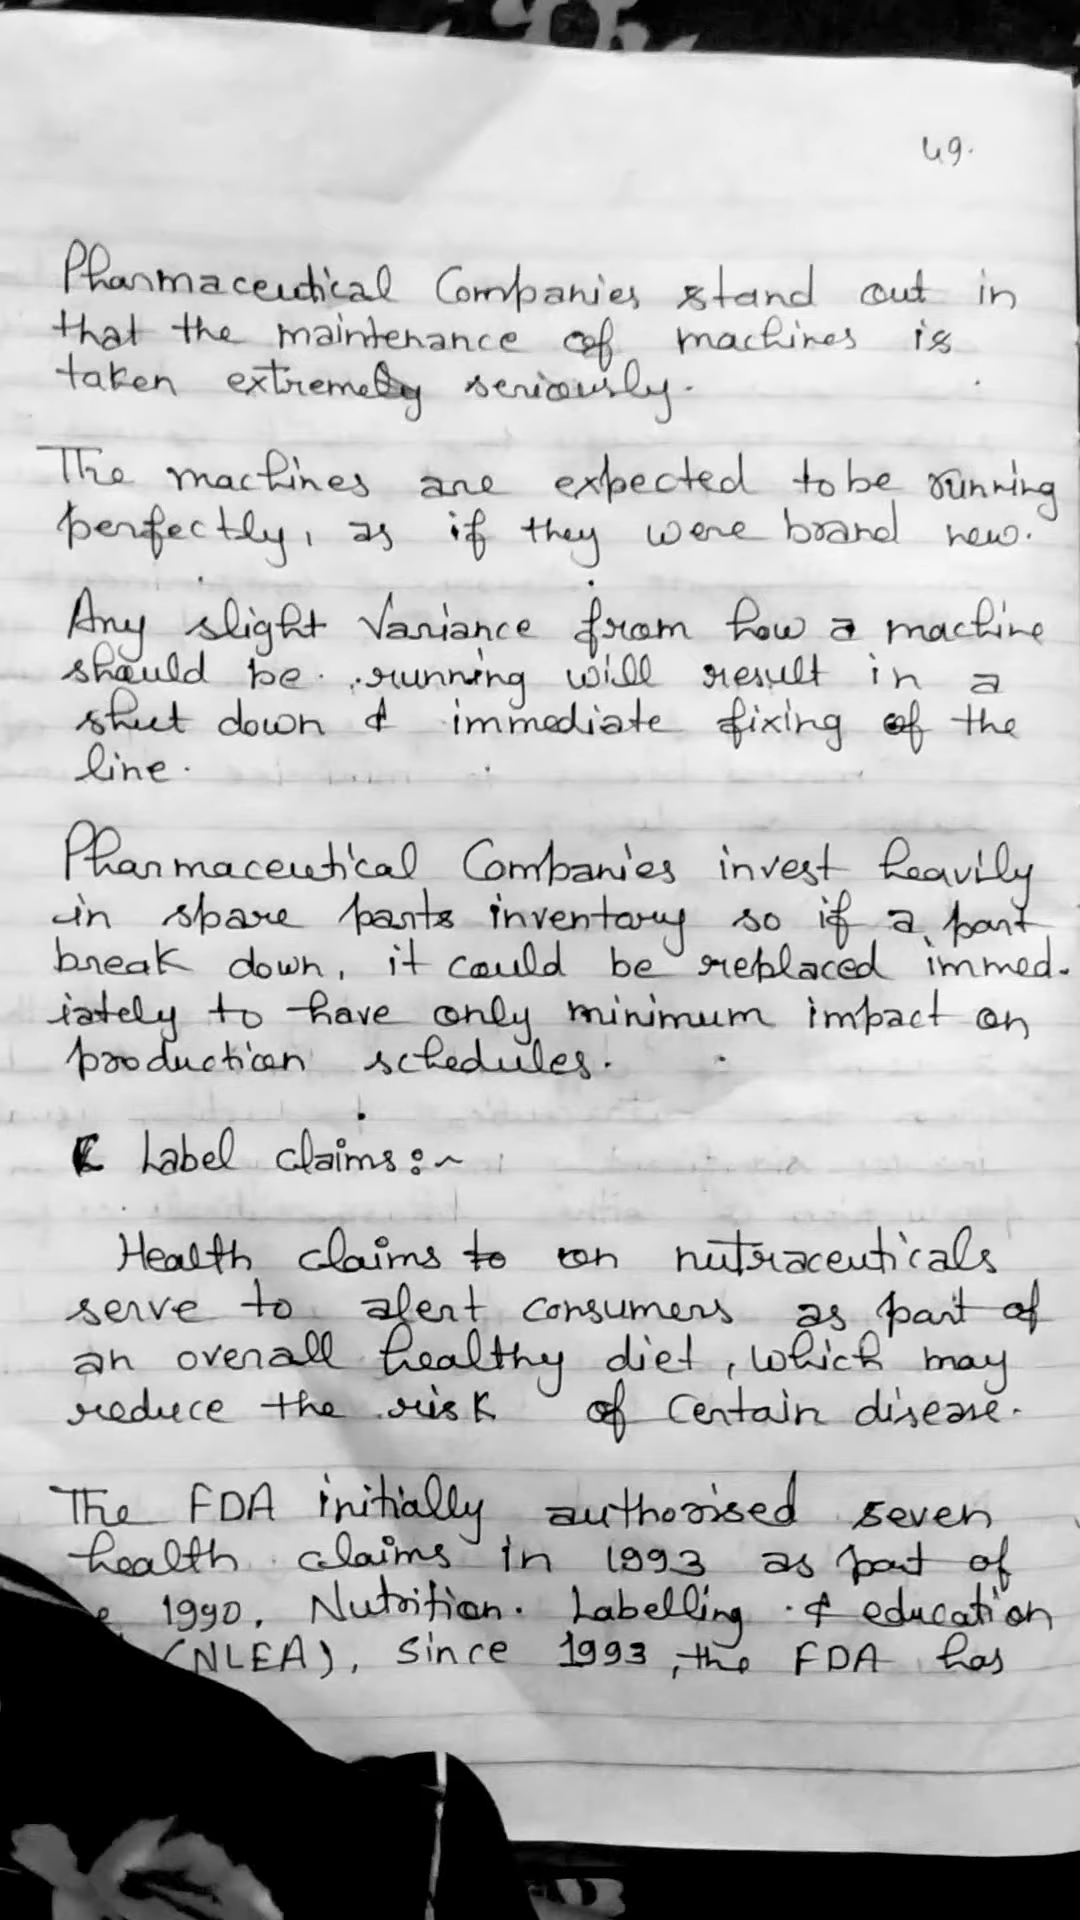 49.
Pharmaceutical Companies stand out in
that the maintenance of machines is
taken extremely seriously.
The machines are expected to be running
perfectly, as if they were brand new.
Any slight Variance from how a machine
should be running will result in a
shut down & immediate fixing of the
line.
Pharmaceutical Companies invest heavily
in spare parts inventory so if a part
break down, it could be replaced immed-
iately to have only minimum impact on
production schedules.
Label claims:~
Health claims to on nutraceuticals
serve to alert consumers as part of
an overall healthy diet, which may
reduce the risk of Certain disease.
The FDA initially authorised seven
health claims in 1993 as part of
1990. Nutrition. Labelling & education
(NLEA), Since 1993, the FDA has